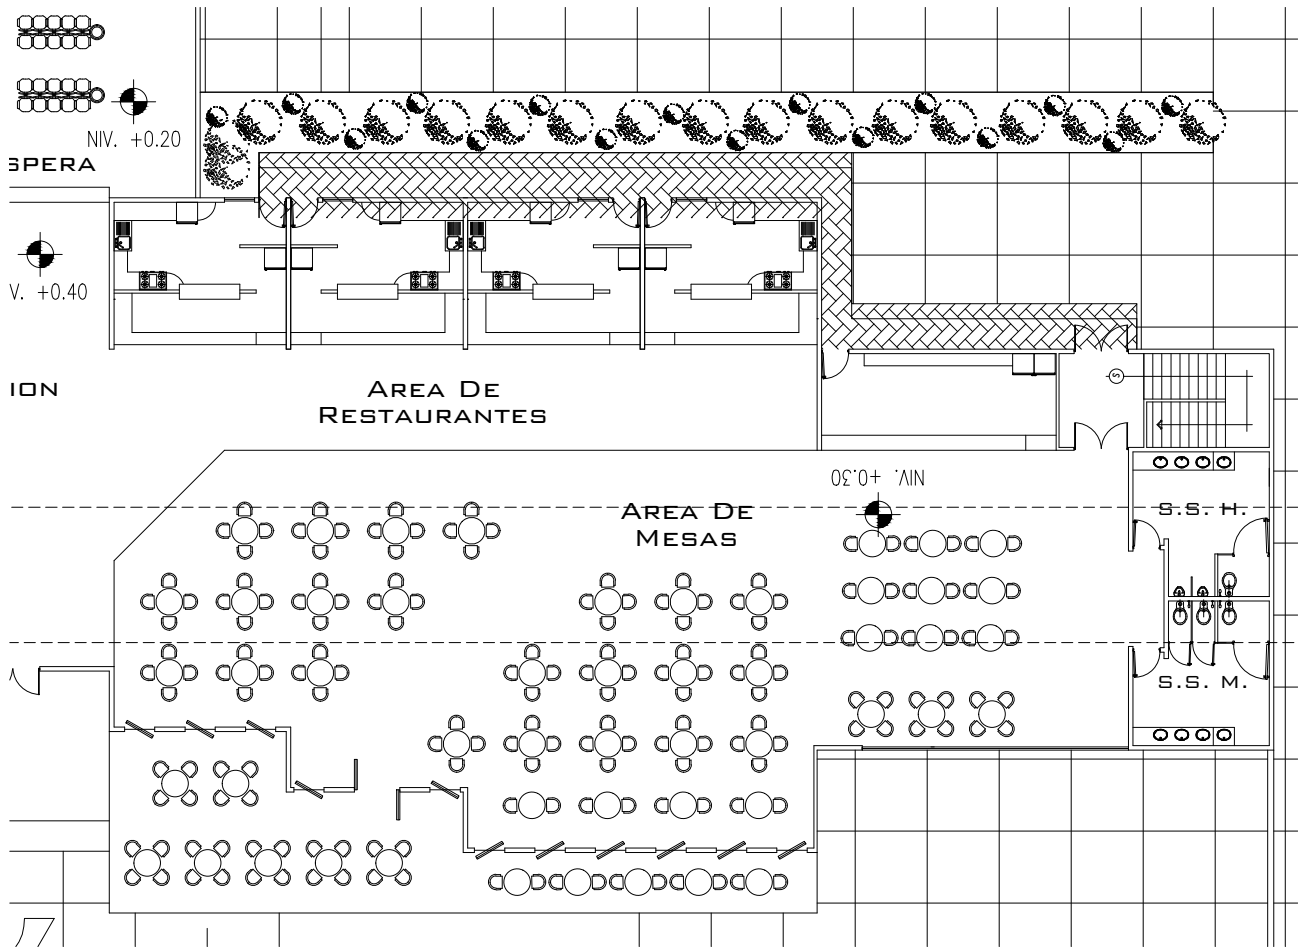 NIV. +0.20
SPERA
V. +0.40
ION
AREA DE
RESTAURANTES
S
NIV. +0.30
AREA DE
MESAS
S.S. H.
S.S. M.